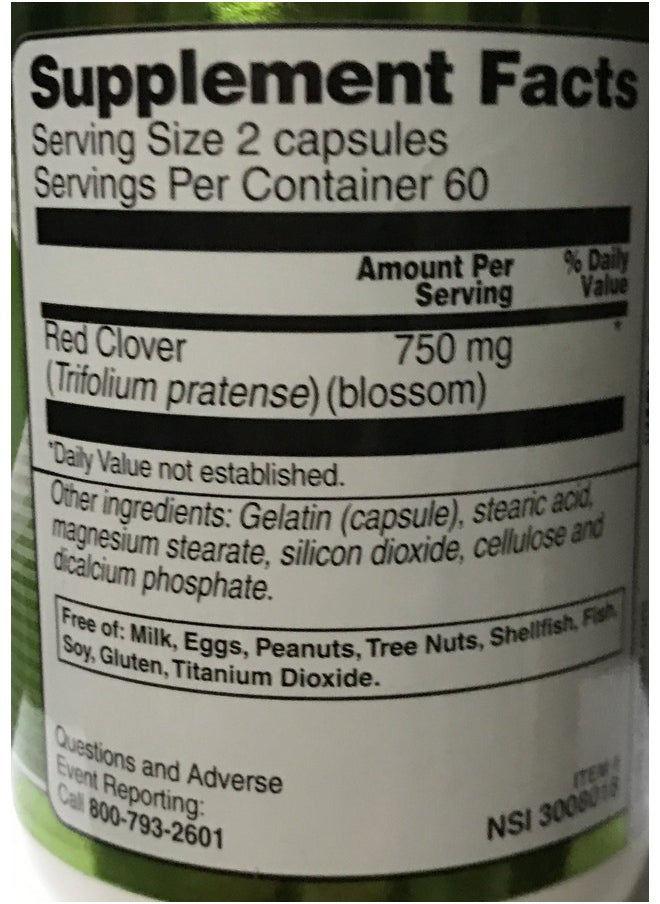 Supplement Facts
Serving Size 2 capsules
Servings Per Container 60
Amount Per
Serving
% Daily
Value
Red Clover 750 mg *
(Trifolium pratense) (blossom)
*Daily Value not established.
Other ingredients: Gelatin (capsule), stearic acid,
magnesium stearate, silicon dioxide, cellulose and
dicalcium phosphate.
Free of: Milk, Eggs, Peanuts, Tree Nuts, Shellfish, Fish,
Soy, Gluten, Titanium Dioxide.
Questions and Adverse
Event Reporting:
Call 800-793-2601
ITEM #
NSI